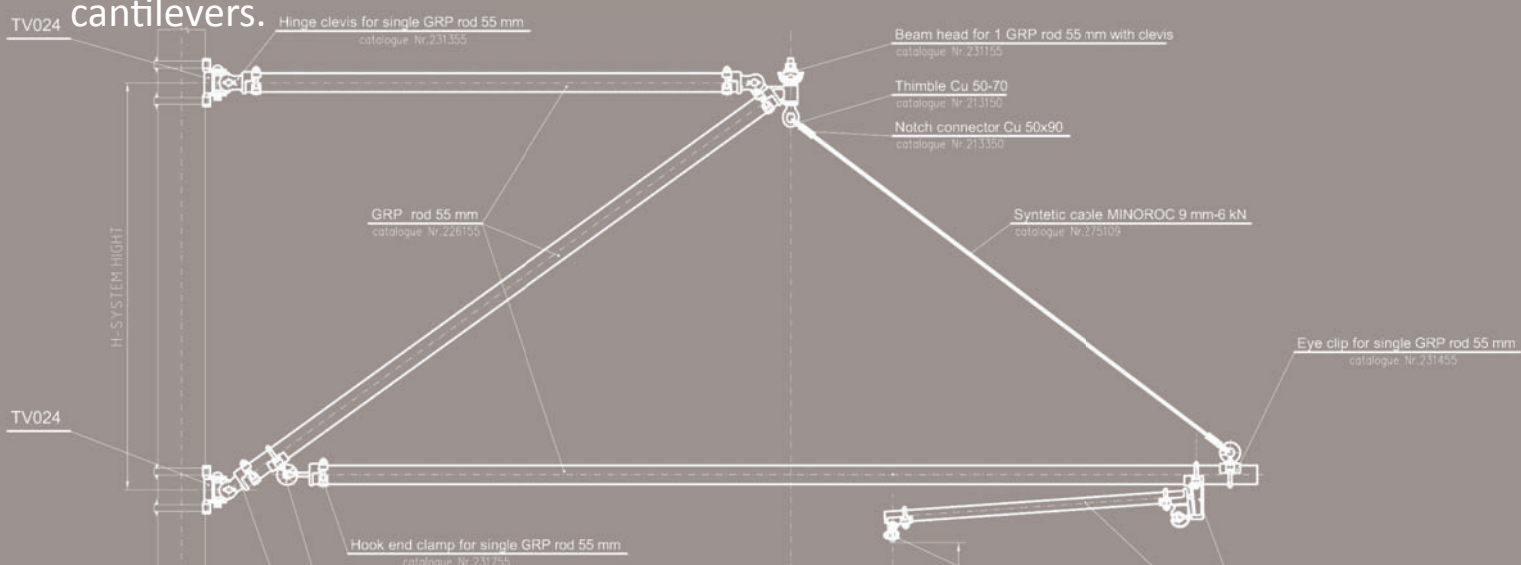 cantilevers.
TV024
Hinge clevis for single GRP rod 55 mm
catalogue Nr.231355
Beam head for 1 GRP rod 55 mm with clevis
catalogue Nr.231155
Thimble Cu 50-70
catalogue Nr.213150
Notch connector Cu 50x90
catalogue Nr.213350
GRP rod 55 mm
catalogue Nr.226155
Syntetic cable MINOROC 9 mm-6 kN
catalogue Nr.275109
H-SYSTEM HIGHT
Eye clip for single GRP rod 55 mm
catalogue Nr.231455
TV024
Hook end clamp for single GRP rod 55 mm
catalogue Nr.231755